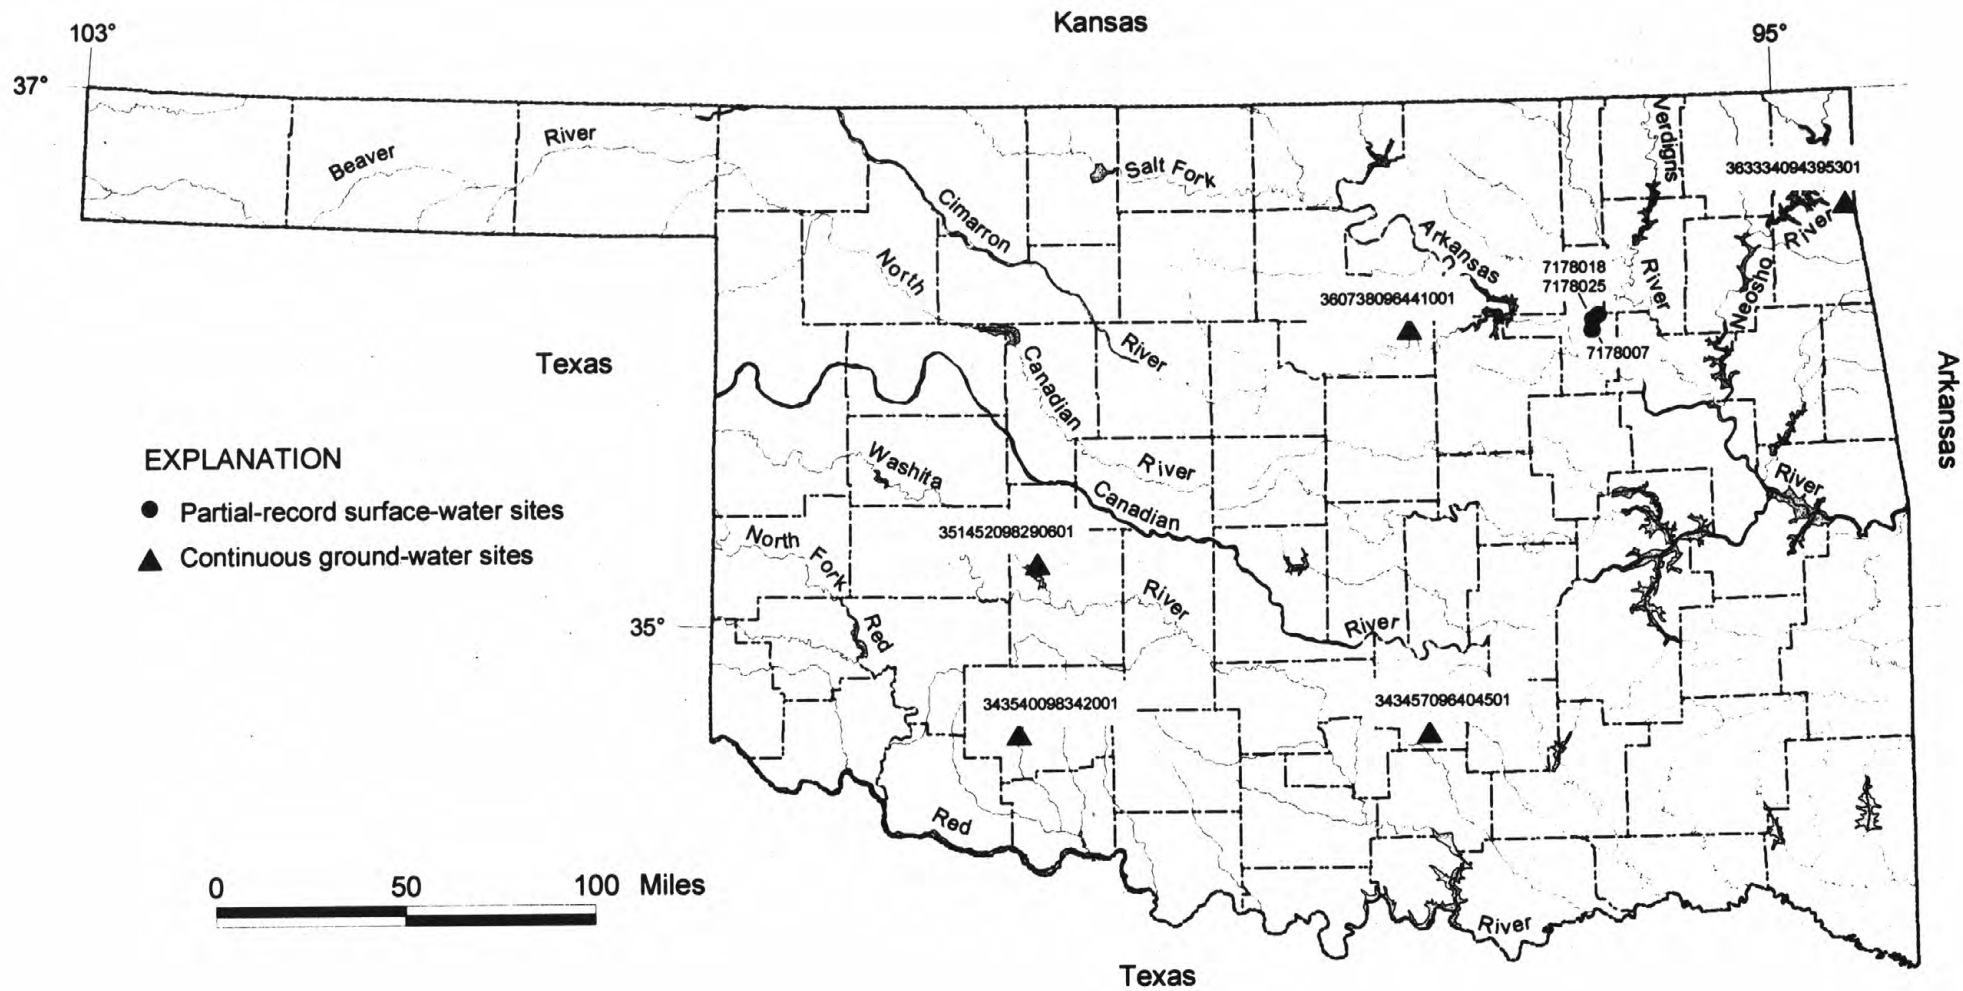 Kansas
103°
95°
37°
Beaver
River
Salt Fork
Verdigris
River
363334094395301
Cimarron
River
Arkansas
Neosho
River
North
Canadian
River
7178018
7178025
360738096441001
7178007
Texas
Arkansas
EXPLANATION
Partial-record surface-water sites
Continuous ground-water sites
Washita
River
Canadian
River
River
351452098290601
North
Fork
Red
35°
343540098342001
343457096404501
0 50 100 Miles
Red
River
Texas